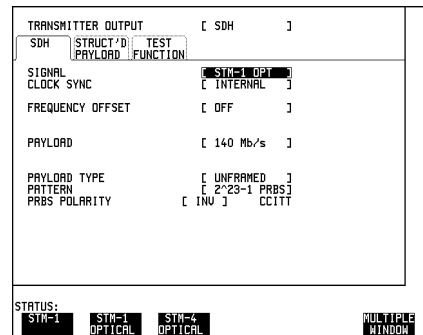 TRANSMITTER OUTPUT [ SDH ]
SDH STRUCT'D PAYLOAD TEST FUNCTION
SIGNAL [ STM-1 OPT ]
CLOCK SYNC [ INTERNAL ]
FREQUENCY OFFSET [ OFF ]
PAYLOAD [ 140 Mb/s ]
PAYLOAD TYPE [ UNFRAMED ]
PATTERN [ 2^23-1 PRBS]
PRBS POLARITY [ INV ] CCITT
STATUS:
STM-1 STM-1 OPTICAL STM-4 OPTICAL MULTIPLE WINDOW